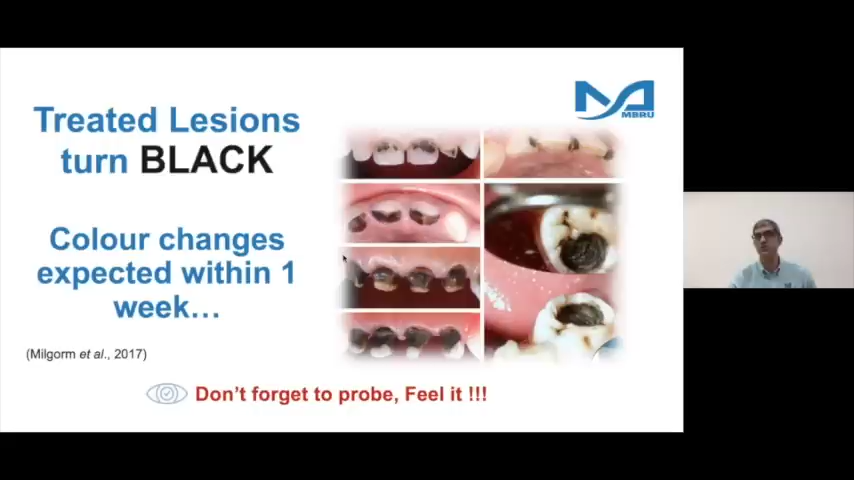 MBRU
Treated Lesions
turn BLACK
Colour changes
expected within 1
week…
(Milgorm et al., 2017)
Don't forget to probe, Feel it !!!